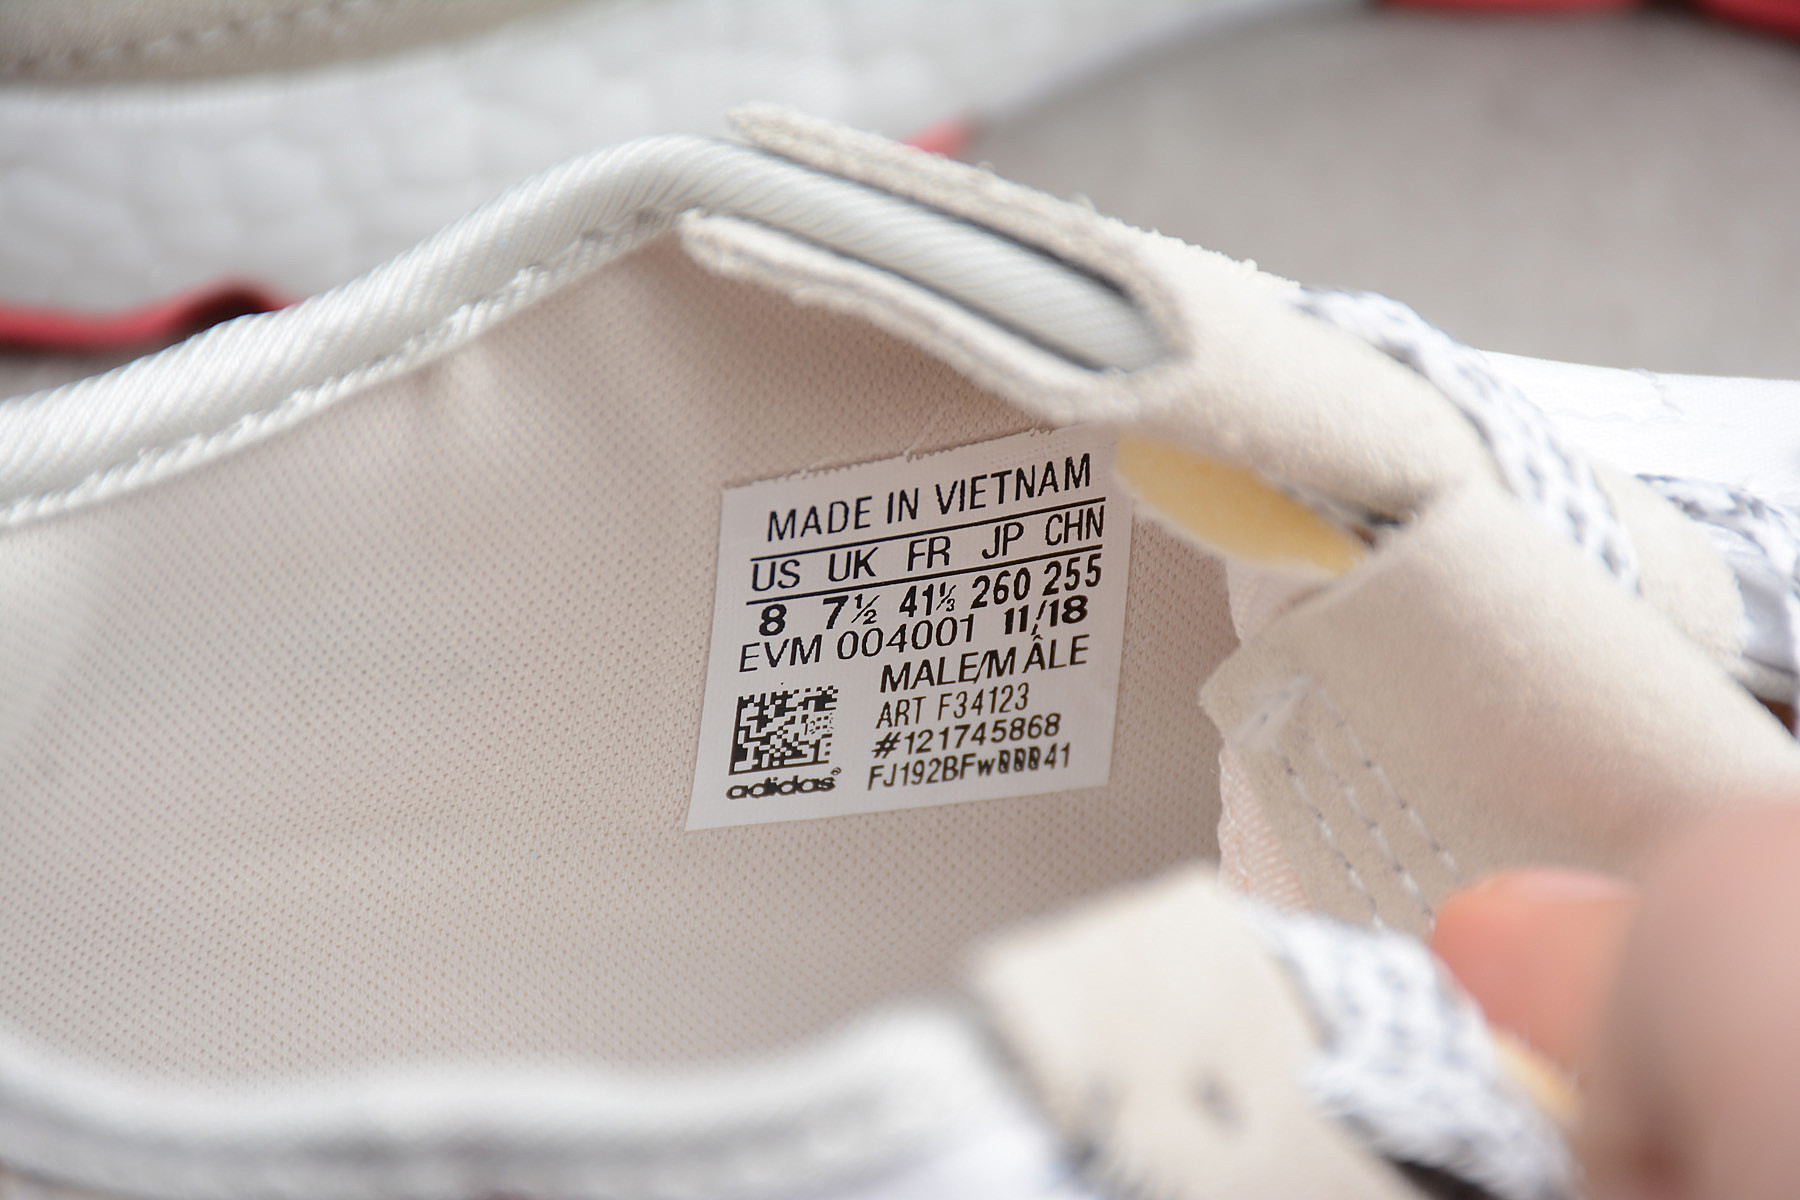 MADE IN VIETNAM
US UK FR JP CHN
8 7½ 41⅓ 260 255
EVM 004001 11/18
MALE/MÂLE
ART F34123
#121745868
FJ192BFw00041
adidas®